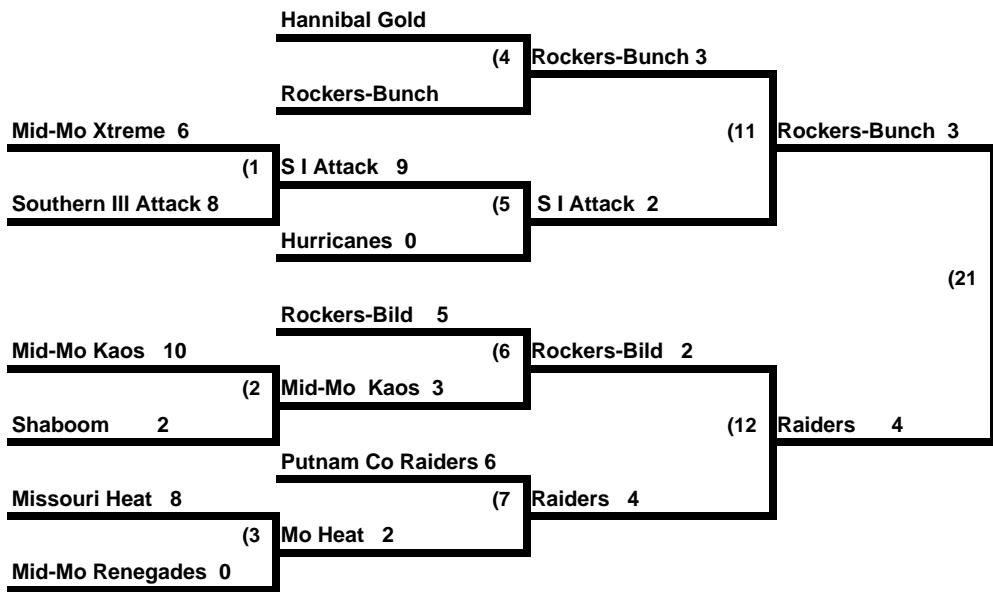 Hannibal Gold
(4
Rockers-Bunch 3
Rockers-Bunch
Mid-Mo Xtreme 6
(11
Rockers-Bunch 3
(1
S I Attack 9
Southern Ill Attack 8
(5
S I Attack 2
Hurricanes 0
(21
Rockers-Bild 5
Mid-Mo Kaos 10
(6
Rockers-Bild 2
(2
Mid-Mo Kaos 3
Shaboom 2
(12
Raiders 4
Putnam Co Raiders 6
Missouri Heat 8
(7
Raiders 4
(3
Mo Heat 2
Mid-Mo Renegades 0